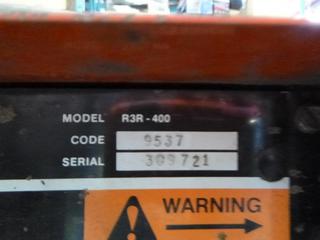 MODEL R3R-400
CODE 9537
SERIAL 309721
WARNING